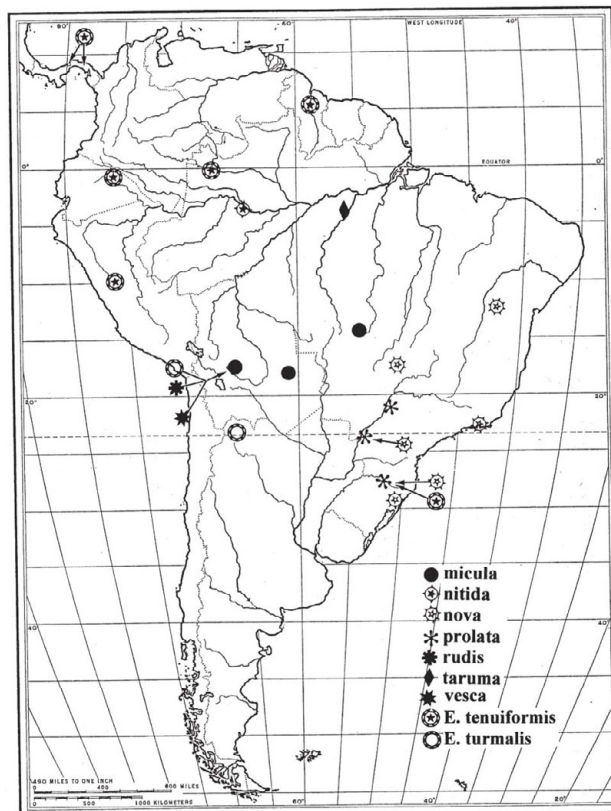 80° 60° WEST LONGITUDE 40°
0° EQUATOR 0°
20° 20°
micula
nitida
nova
prolata
rudis
taruma
vesca
E. tenuiformis
E. turmalis
40° 40°
490 MILES TO ONE INCH
0 400 800 MILES
0 500 1000 KILOMETERS
60° 40° 20°